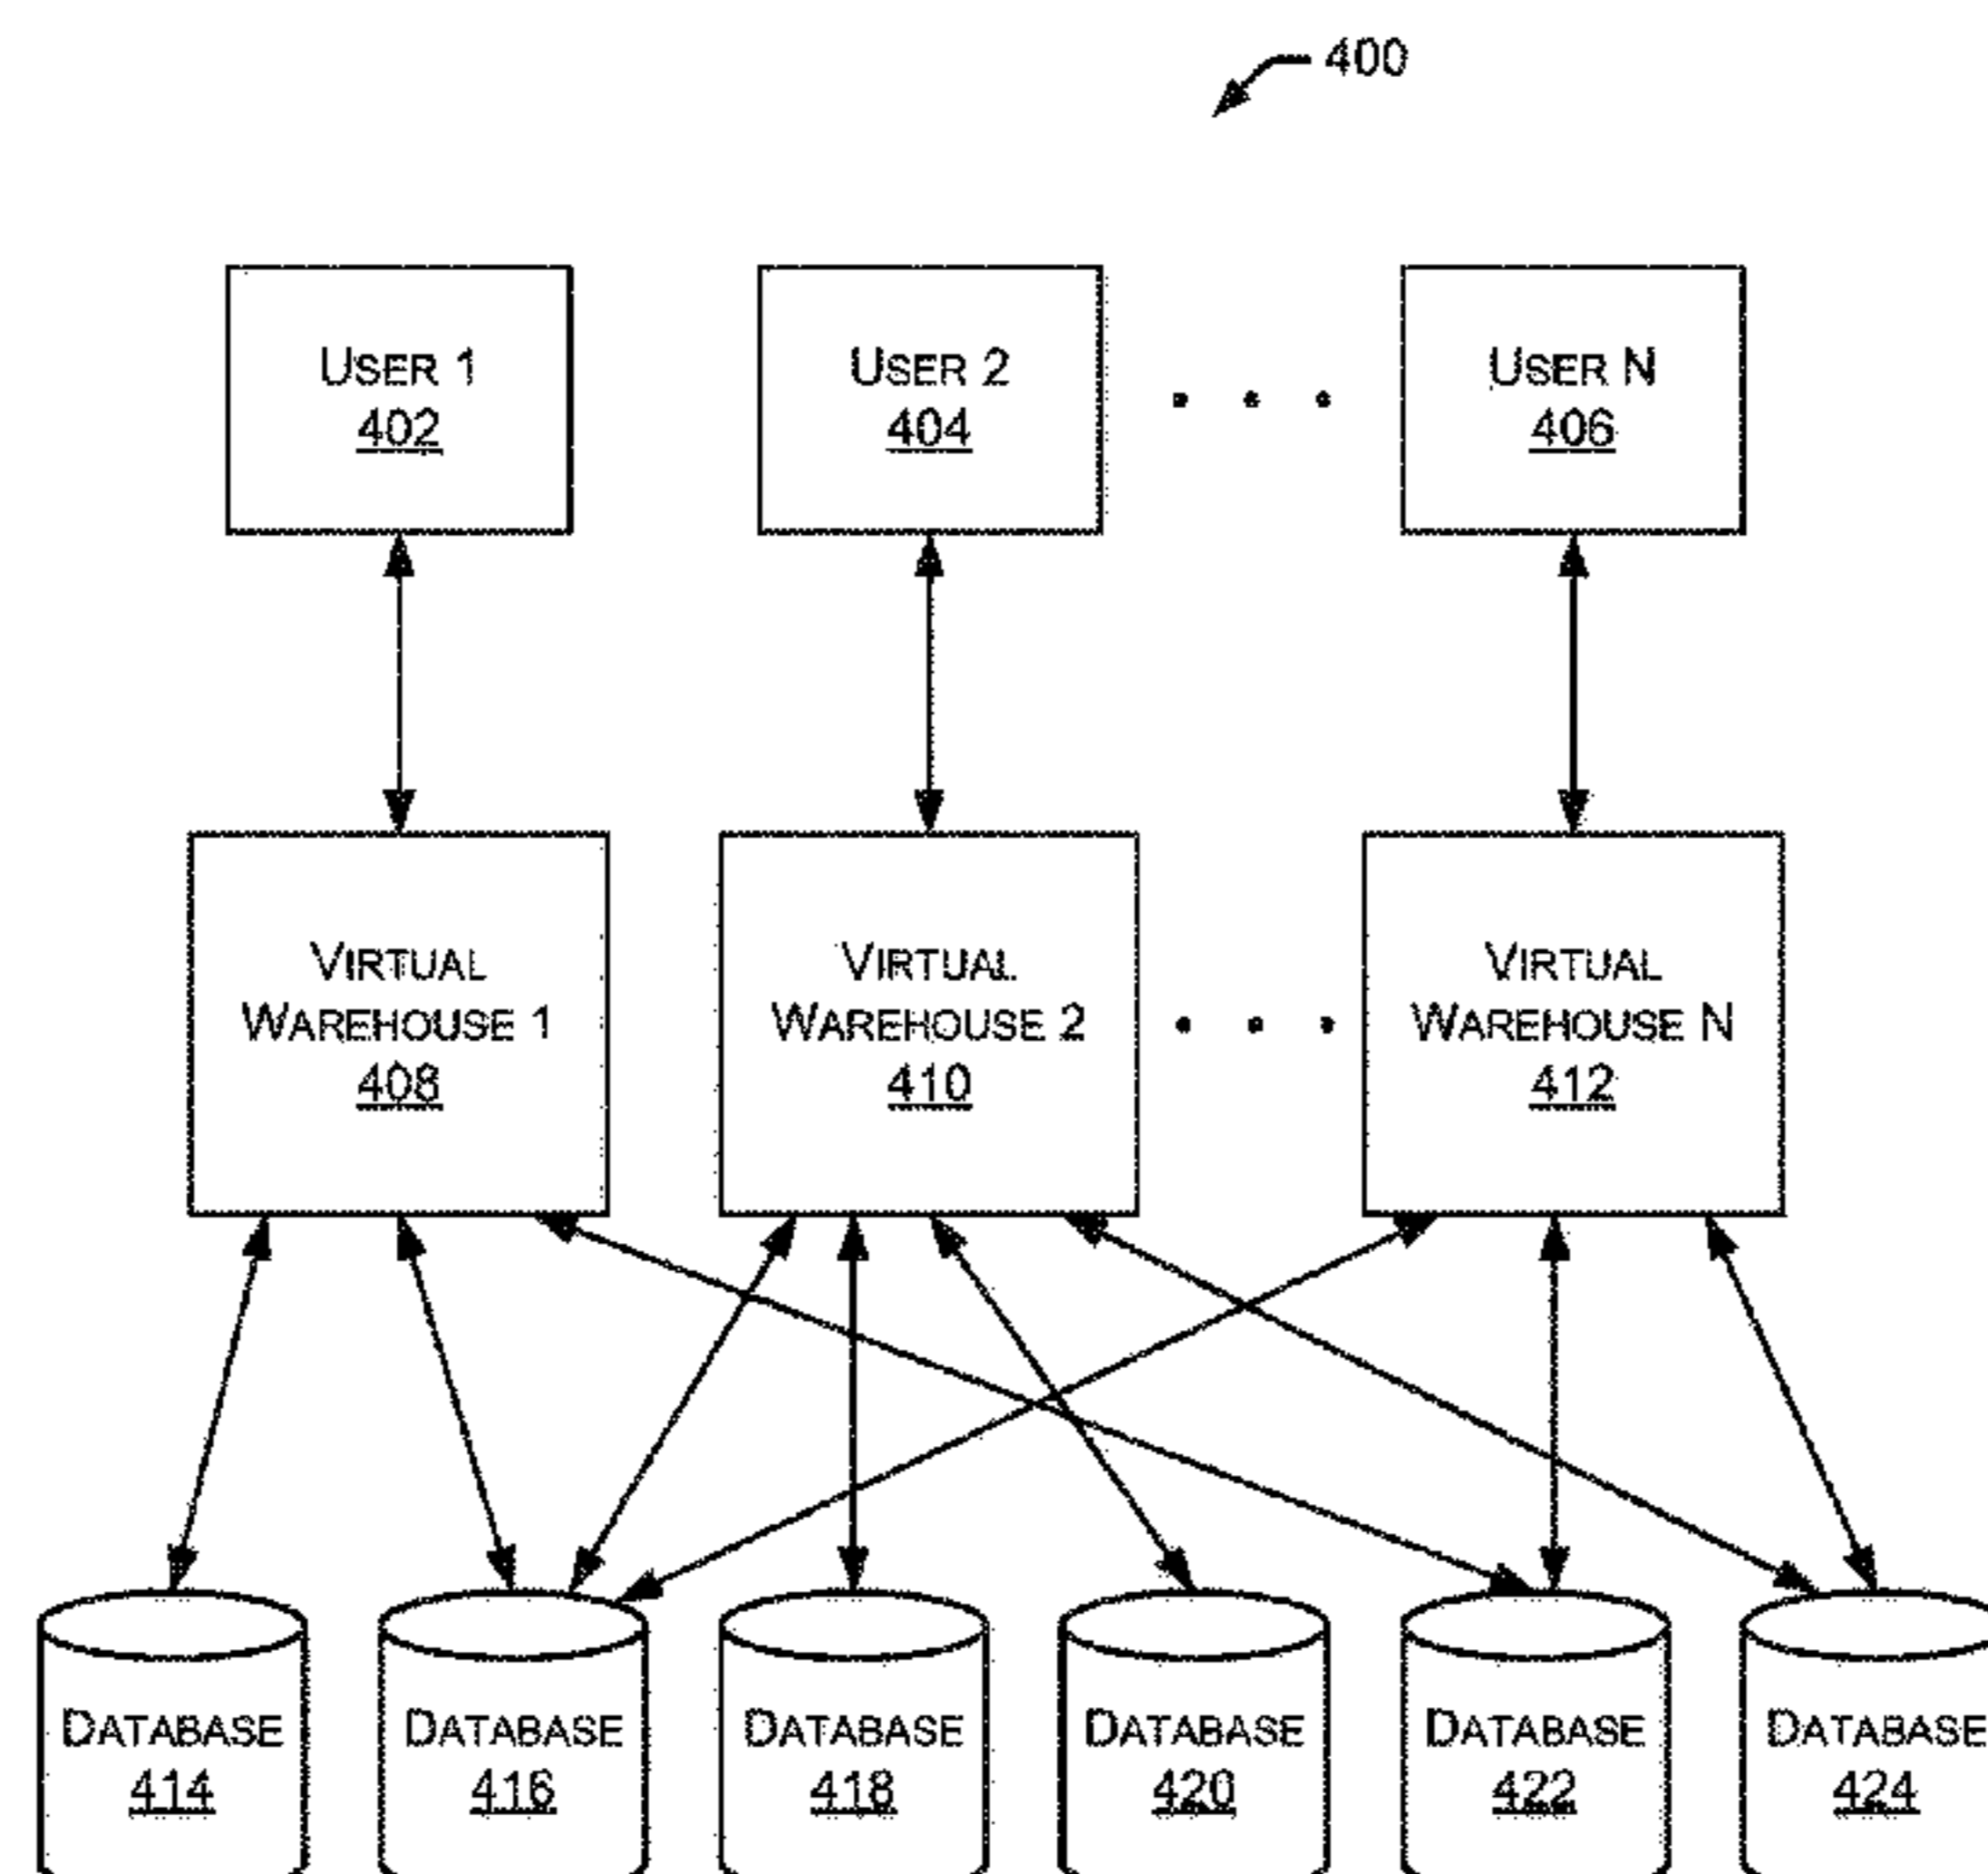 400
USER 1
402
USER 2
404
USER N
406
VIRTUAL
WAREHOUSE 1
408
VIRTUAL
WAREHOUSE 2
410
VIRTUAL
WAREHOUSE N
412
DATABASE
414
DATABASE
416
DATABASE
418
DATABASE
420
DATABASE
422
DATABASE
424